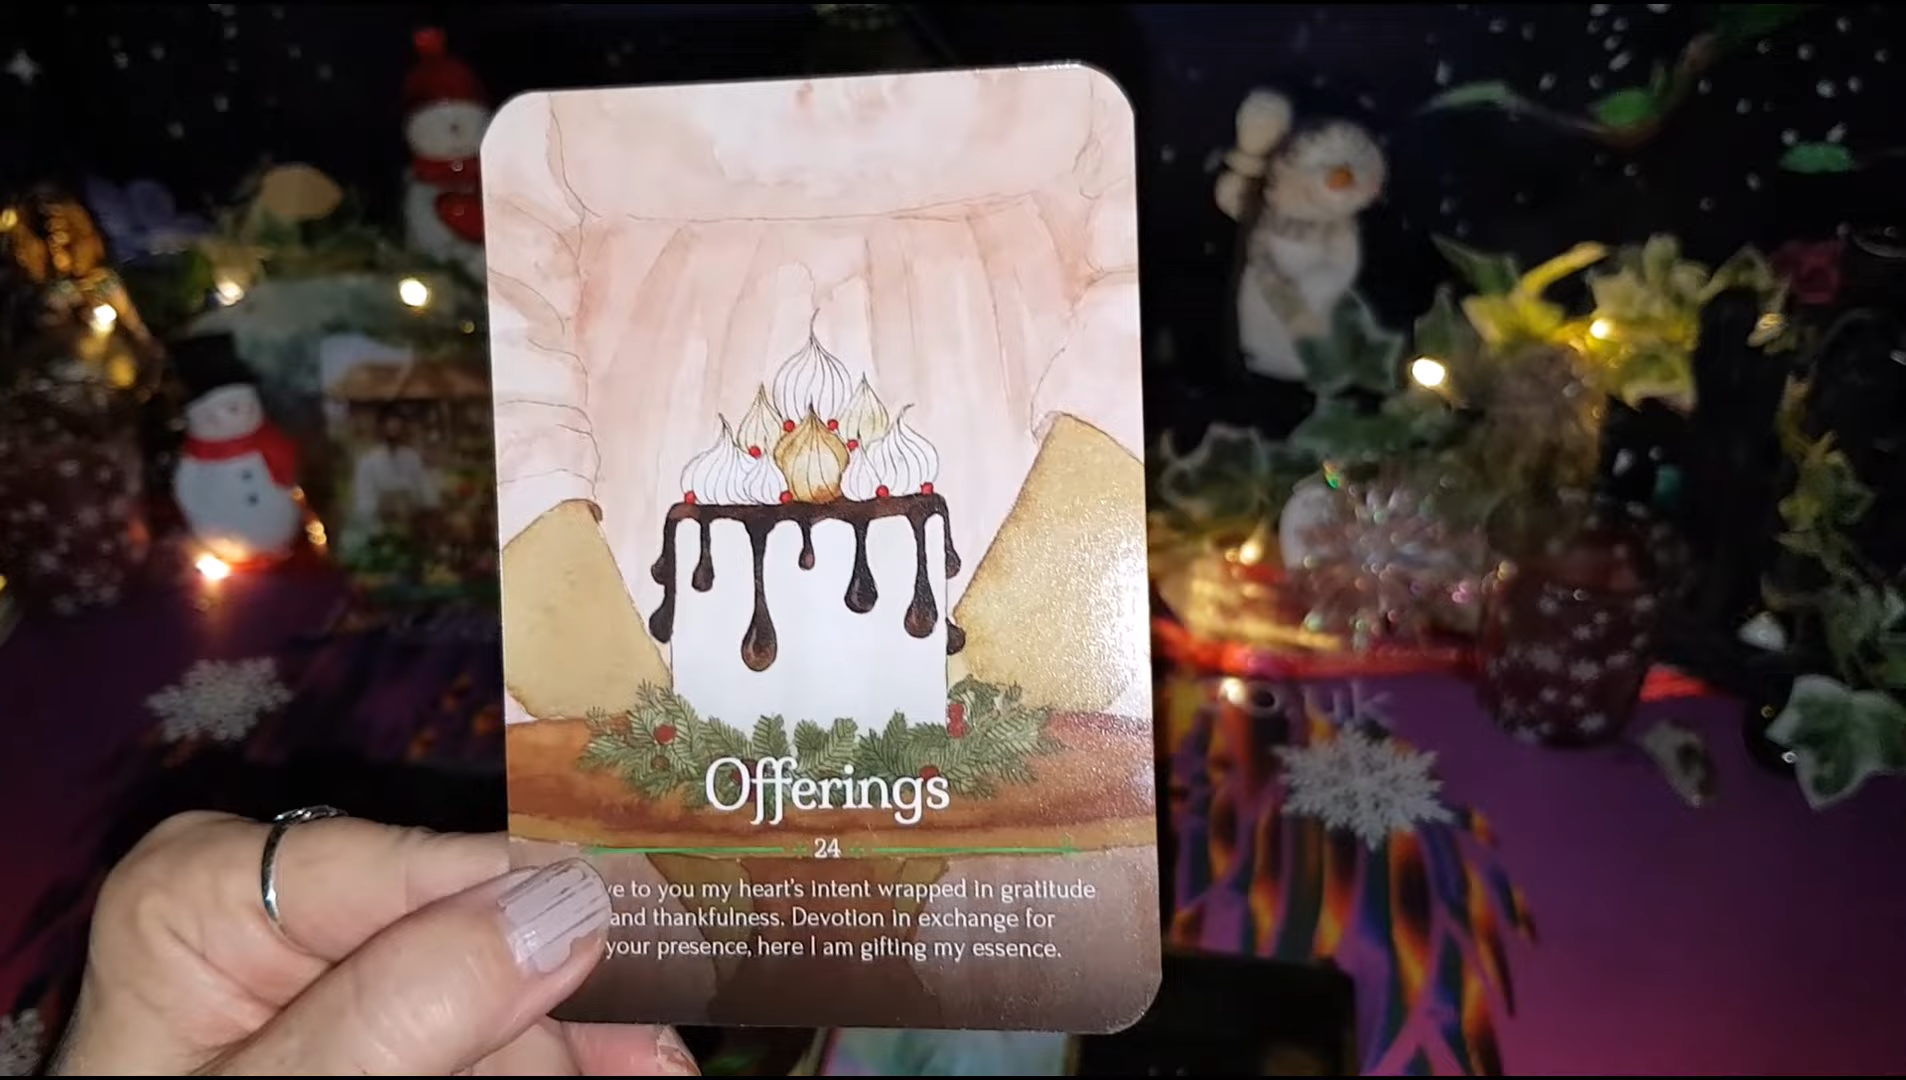 Offerings
24
ve to you my heart's intent wrapped in gratitude
and thankfulness. Devotion in exchange for
your presence, here I am gifting my essence.
o.uk